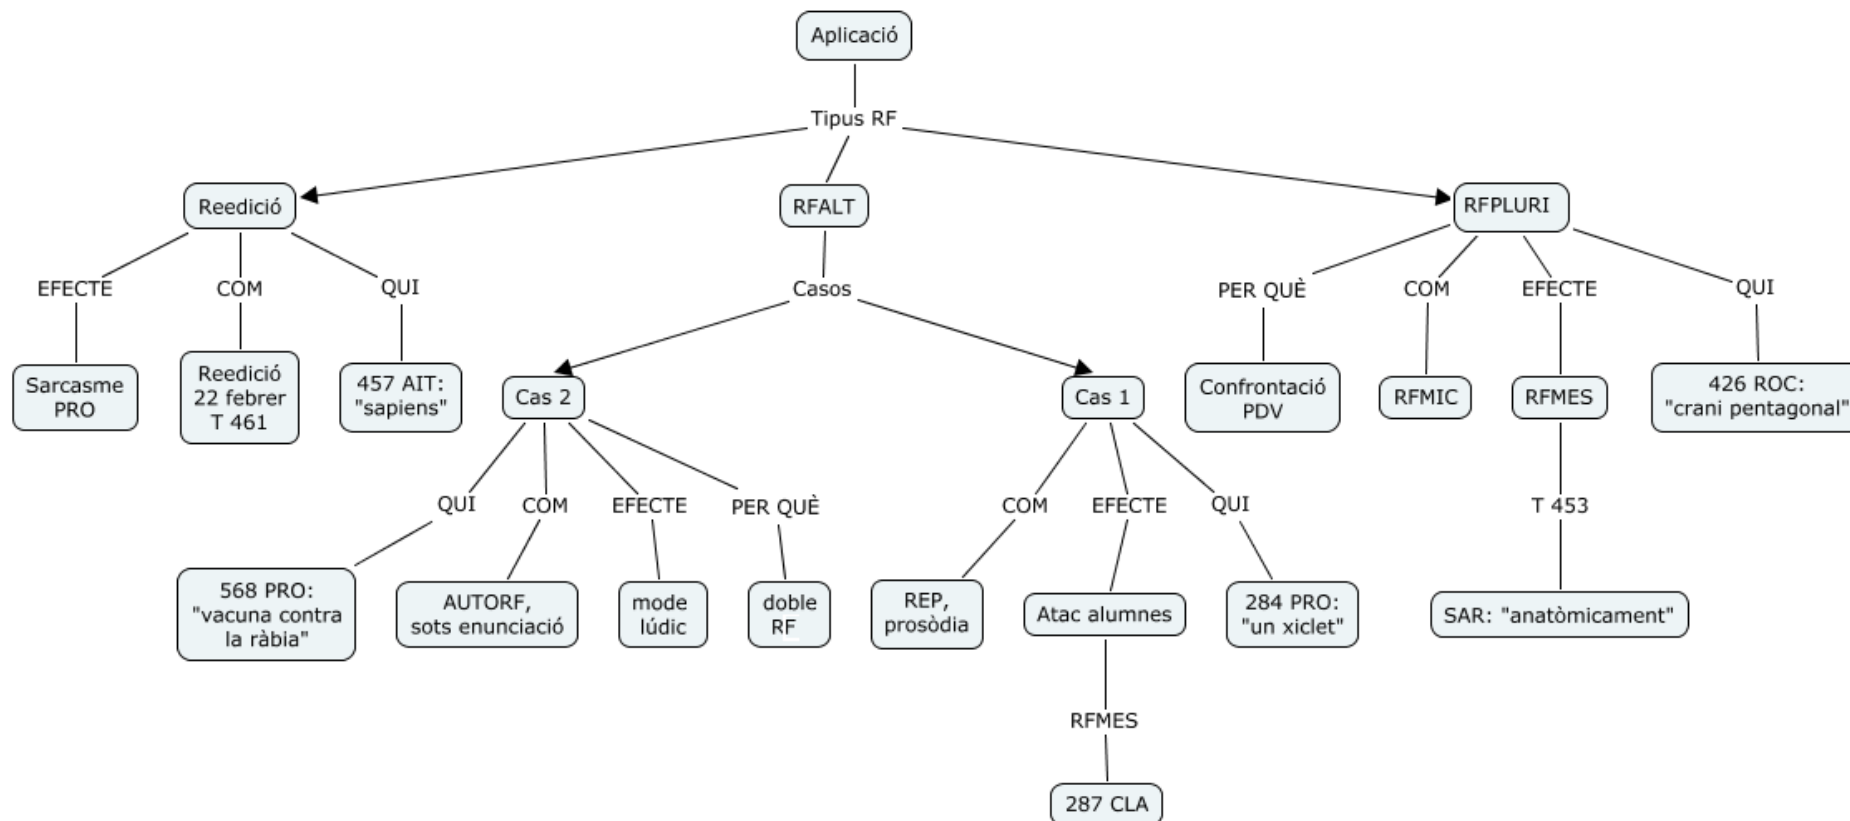 Aplicació
Tipus RF
Reedició
RFALT
RFPLURI
EFECTE
COM
QUI
Casos
PER QUÈ
COM
EFECTE
QUI
Sarcasme
PRO
Reedició
22 febrer
T 461
457 AIT:
"sapiens"
Cas 2
Cas 1
Confrontació
PDV
RFMIC
RFMES
426 ROC:
"crani pentagonal"
QUI
COM
EFECTE
PER QUÈ
COM
EFECTE
QUI
T 453
568 PRO:
"vacuna contra
la ràbia"
AUTORF,
sots enunciació
mode
lúdic
doble
RF
REP,
prosòdia
Atac alumnes
284 PRO:
"un xiclet"
SAR: "anatòmicament"
RFMES
287 CLA